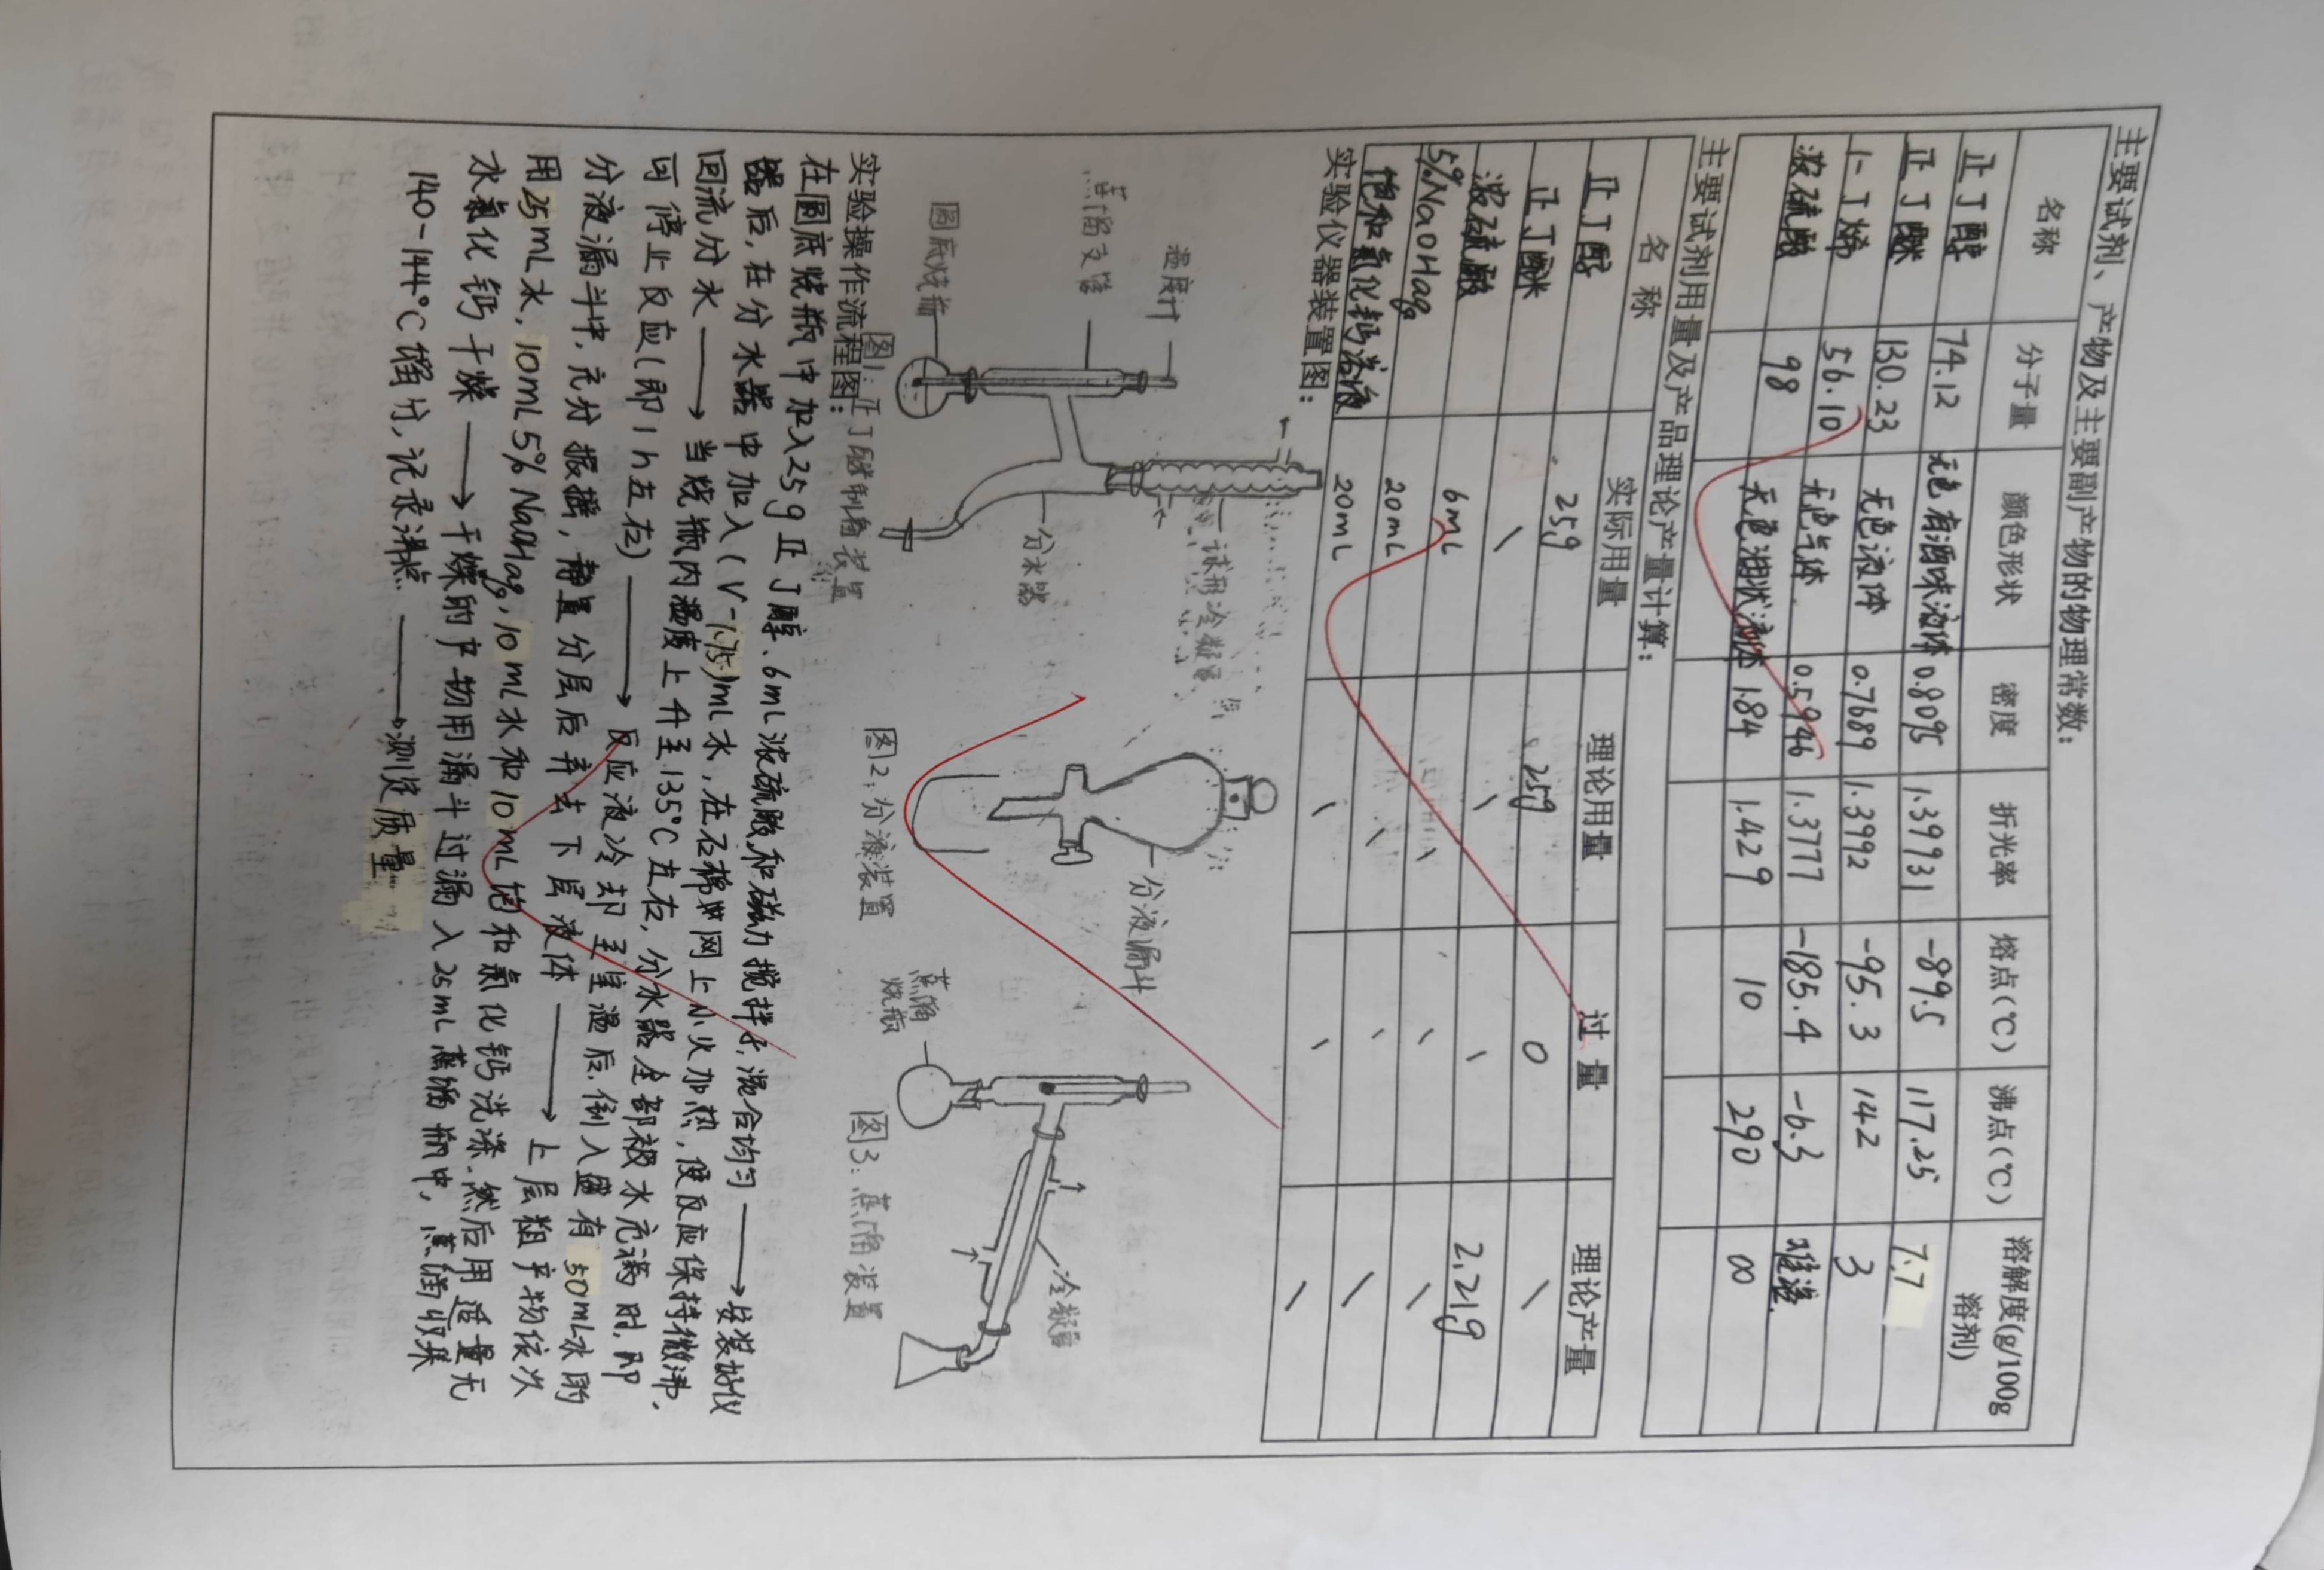 主要试剂、产物及主要副产物的物理常数:
名称 分子量 颜色形状 密度 折光率 熔点(℃) 沸点(℃) 溶解度(g/100g溶剂)
正丁醇 74.12 无色有酒味液体 0.8095 1.39931 -89.5 117.25 7.7
正丁醚 130.23 无色液体 0.7689 1.3992 -95.3 142 3
1-丁烯 56.10 无色气体 0.5946 1.3777 -185.4 -6.3 难溶
浓硫酸 98 无色油状液体 1.84 1.429 10 290 ∞
主要试剂用量及产品理论产量计算:
名 称 实际用量 理论用量 过 量 理论产量
正丁醇 25g 25g 0 \
正丁醚 \ \ \ 2.21g
浓硫酸 6mL \ \ \
5%NaOHaq 20mL \ \ \
饱和氯化钙溶液 20mL \ \ \
实验仪器装置图:
温度计
蒸馏支管
圆底烧瓶
球形冷凝管
分水器
图1:正丁醚制备装置
分液漏斗
图2:分液装置
蒸馏烧瓶
冷凝管
图3:蒸馏装置
实验操作流程图:
在圆底烧瓶中加入25g正丁醇、6mL浓硫酸和磁力搅拌子,混合均匀 ⟶ 安装好仪
器后,在分水器中加入(V-1.75)mL水,在石棉网上小火加热,使反应保持微沸,
回流分水 ⟶ 当烧瓶内温度上升至135℃左右,分水器全部被水充满时,即
可停止反应(即1h左右) ⟶ 反应液冷却至室温后,倒入盛有50mL水的
分液漏斗中,充分振摇,静置分层后弃去下层液体 ⟶ 上层粗产物依次
用25mL水,10mL5%NaOHaq,10mL水和10mL饱和氯化钙洗涤,然后用适量无
水氯化钙干燥 ⟶ 干燥的产物用漏斗过滤入25mL蒸馏瓶中,蒸馏收集
140-144℃馏分,记录沸点 ⟶ 测定质量